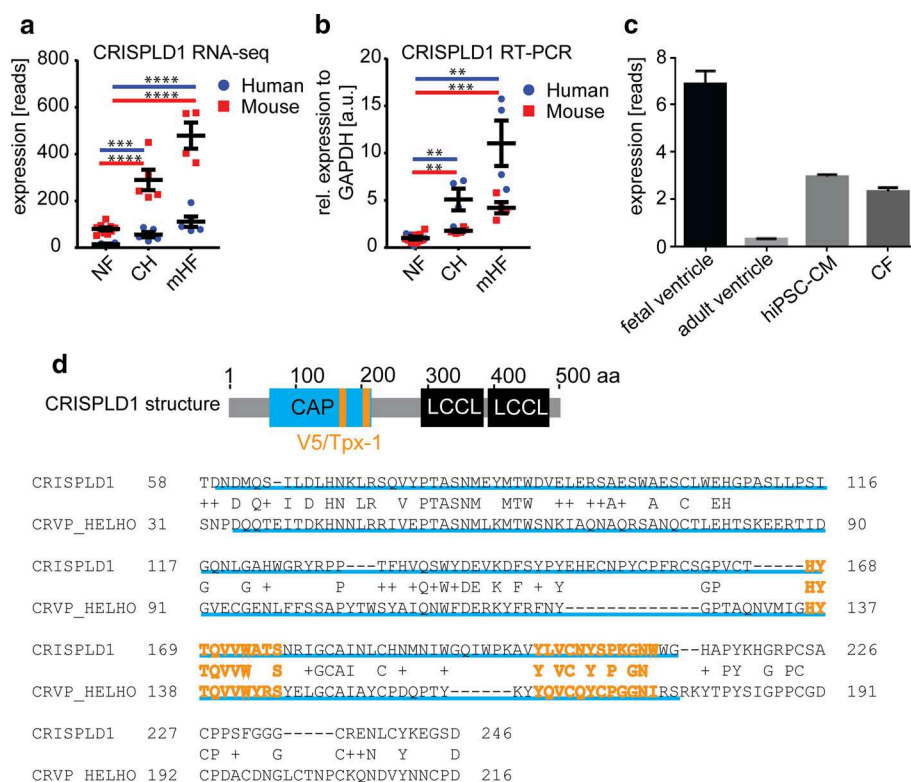 a
CRISPLD1 RNA-seq
expression [reads]
800
600
400
200
0
Human
Mouse
****
****
***
****
NF
CH
mHF
b
CRISPLD1 RT-PCR
rel. expression to
GAPDH [a.u.]
20
15
10
5
0
Human
Mouse
**
***
**
**
NF
CH
mHF
c
expression [reads]
8
6
4
2
0
fetal ventricle
adult ventricle
hiPSC-CM
CF
d
1 100 200 300 400 500 aa
CRISPLD1 structure
CAP
LCCL
LCCL
V5/Tpx-1
CRISPLD1 58 TDNDMQS-ILDLHNKLRSQVYPTASNMEYMTWDVELERSAESWAESCLWEHGPASLLPSI 116
++ D Q+ I D HN LR V PTASNM MTW ++ ++A+ A C EH
CRVP_HELHO 31 SNPDQQTEITDKHNNLRRIVEPTASNMLKMTWSNKIAQNAQRSANQCTLEHTSKEERTID 90
CRISPLD1 117 GQNLGAHWGRYRPP---TFHVQSWYDEVKDFSYPYEHECNPYCPFRCSGPVCT-----HY 168
G G + P ++ +Q+W+DE K F + Y GP HY
CRVP_HELHO 91 GVECGENLFFSSAPYTWSYAIQNWFDERKYFRFNY-------------GPTAQNVMIGHY 137
CRISPLD1 169 TQVVWATSNRIGCAINLCHNMNIWGQIWPKAVYLVCNYSPKGNWWG-HAPYKHGRPCSA 226
TQVVW S +GCAI C + + Y VC Y P GN + PY G PC
CRVP_HELHO 138 TQVVWYRSYELGCAIAYCPDQPTY------KYYQVCQYCPGGNIRSRKYTPYSIGPPCGD 191
CRISPLD1 227 CPPSFGGG-----CRENLCYKEGSD 246
CP + G C++N Y D
CRVP_HELHO 192 CPDACDNGLCTNPCKQNDVYNNCPD 216